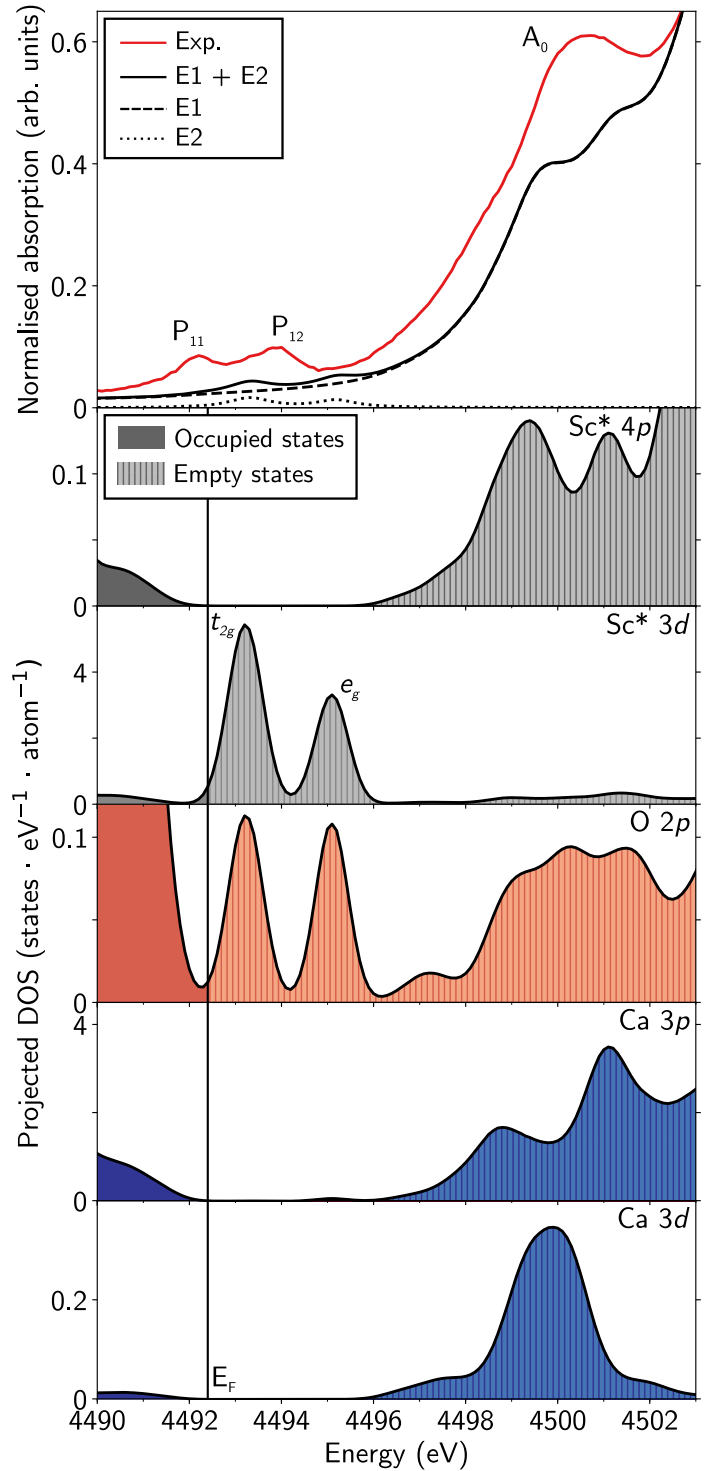 Normalised absorption (arb. units)
0.6
0.4
0.2
0
Exp.
E1 + E2
E1
E2
P₁₁
P₁₂
A₀
Occupied states
Empty states
Sc* 4p
0.1
0
t₂g
e_g
Sc* 3d
4
0
Projected DOS (states · eV⁻¹ · atom⁻¹)
O 2p
0.1
0
Ca 3p
4
0
Ca 3d
0.2
0
E_F
4490 4492 4494 4496 4498 4500 4502
Energy (eV)